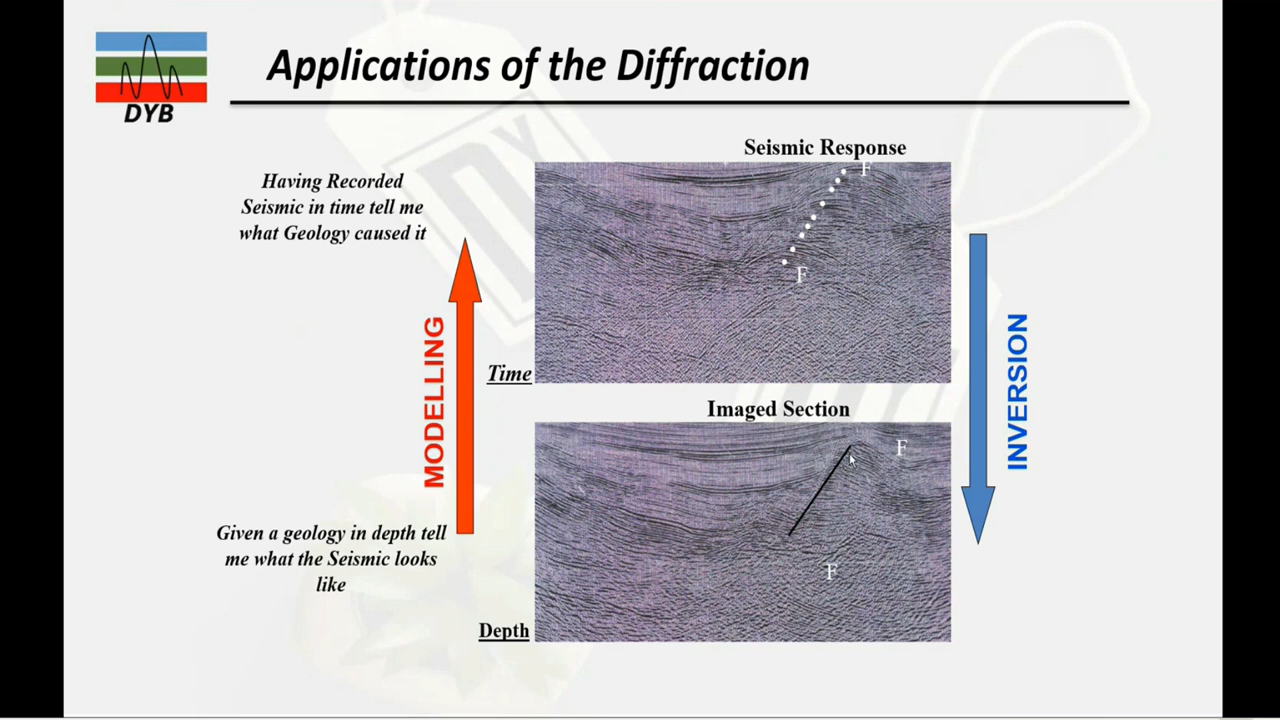 DYB
Applications of the Diffraction
Seismic Response
Having Recorded
Seismic in time tell me
what Geology caused it
F
F
MODELLING
INVERSION
Time
Imaged Section
F
F
Given a geology in depth tell
me what the Seismic looks
like
Depth